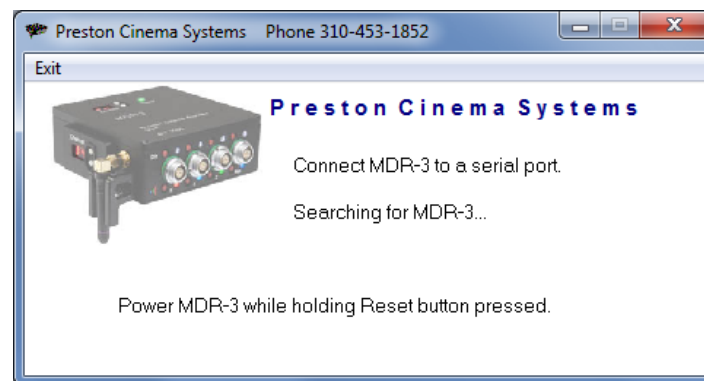 Preston Cinema Systems    Phone 310-453-1852
Exit
Preston Cinema Systems
Connect MDR-3 to a serial port.
Searching for MDR-3...
Power MDR-3 while holding Reset button pressed.